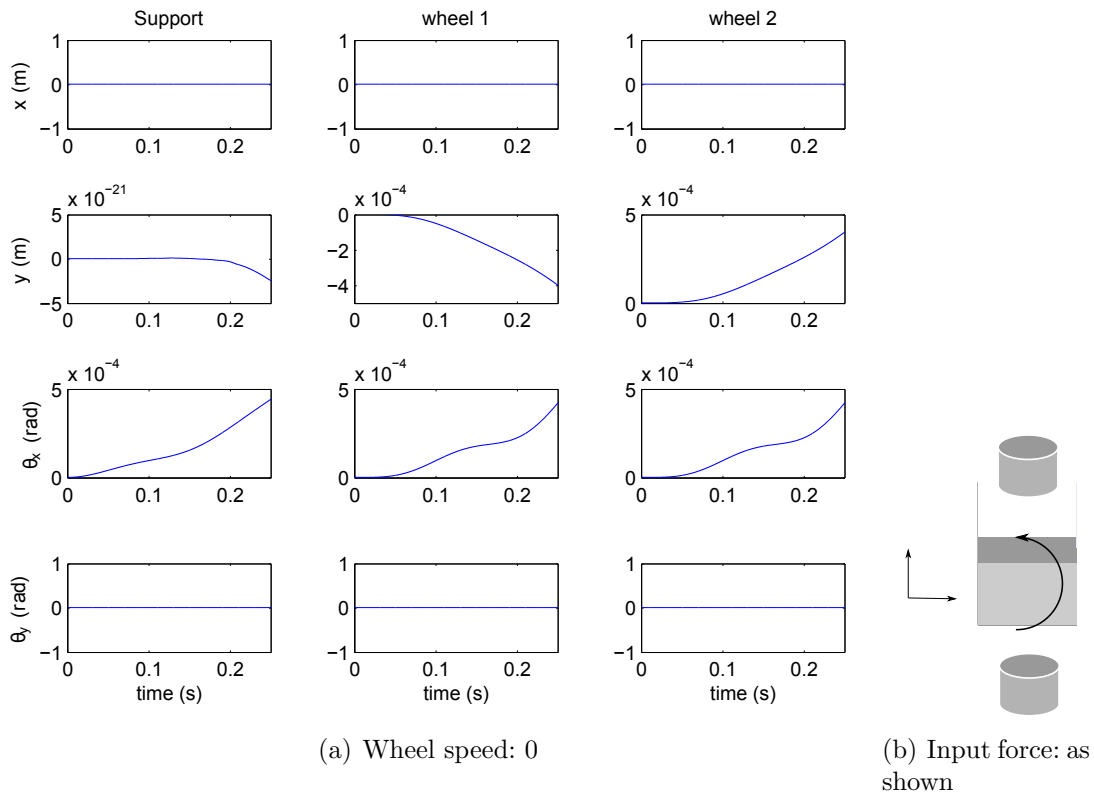 Support wheel 1 wheel 2
x (m)
1 0 −1 0 0.1 0.2
1 0 −1 0 0.1 0.2
1 0 −1 0 0.1 0.2
y (m)
x 10−21 5 0 −5 0 0.1 0.2
x 10−4 0 −2 −4 0 0.1 0.2
x 10−4 5 0 0 0.1 0.2
θx (rad)
x 10−4 5 0 0 0.1 0.2
x 10−4 5 0 0 0.1 0.2
x 10−4 5 0 0 0.1 0.2
θy (rad)
1 0 −1 0 0.1 0.2
1 0 −1 0 0.1 0.2
1 0 −1 0 0.1 0.2
time (s) time (s) time (s)
(a) Wheel speed: 0
(b) Input force: as
shown